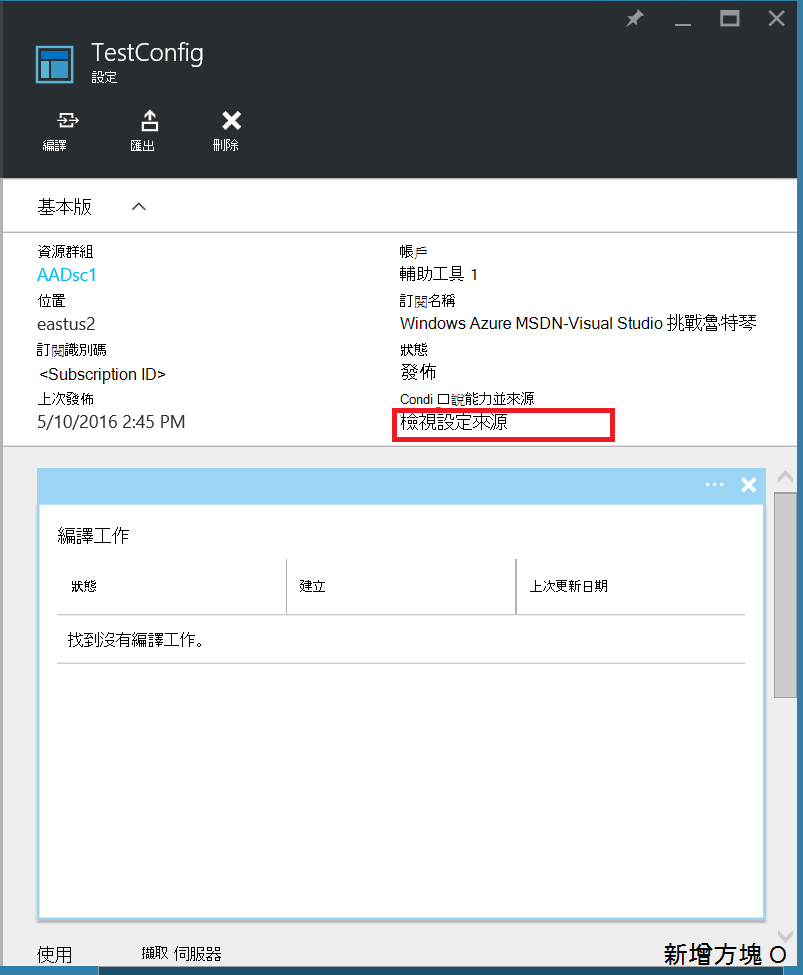 TestConfig
設定
編譯 匯出 刪除
基本版
資源群組
AADsc1
位置
eastus2
訂閱識別碼
<Subscription ID>
上次發佈
5/10/2016 2:45 PM
帳戶
輔助工具 1
訂閱名稱
Windows Azure MSDN-Visual Studio 挑戰魯特琴
狀態
發佈
Condi 口說能力並來源
檢視設定來源
編譯工作
狀態 建立 上次更新日期
找到沒有編譯工作。
使用 擷取 伺服器 新增方塊 O